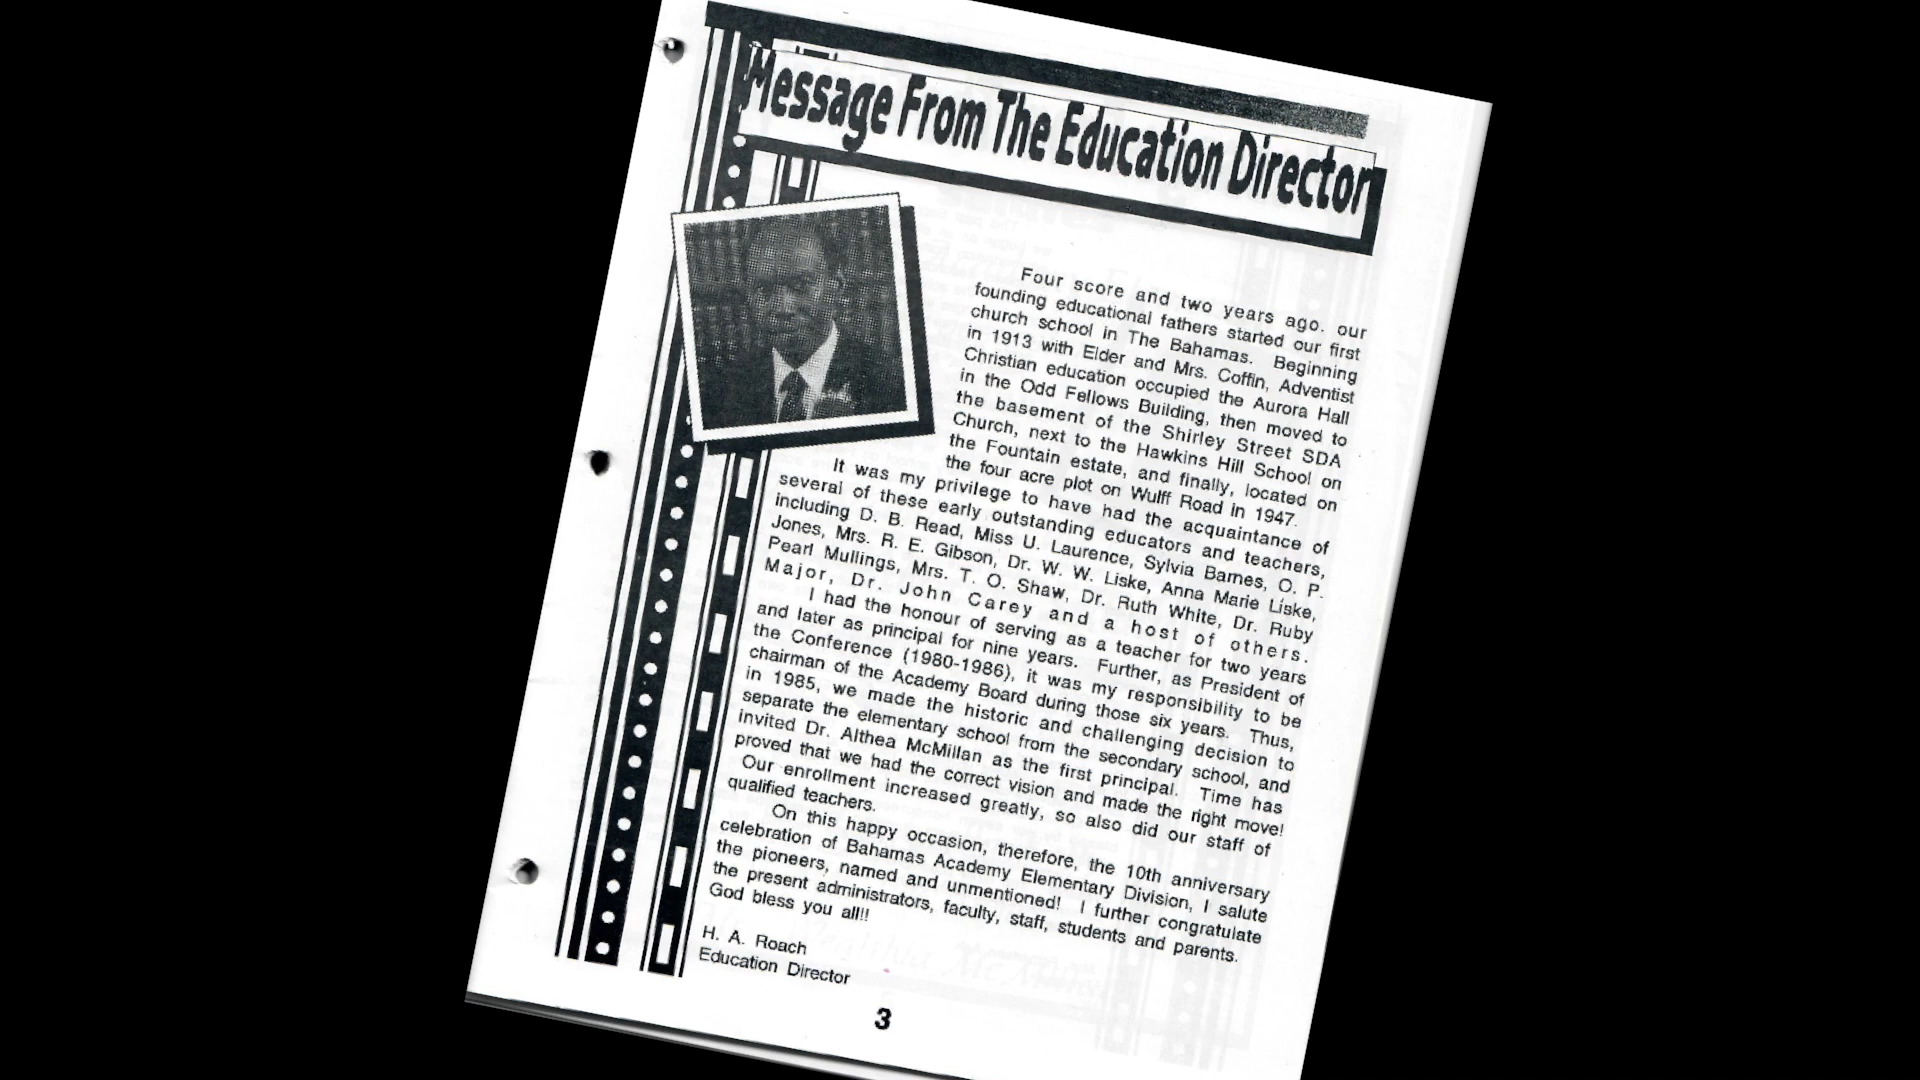 Message From The Education Director
Four score and two years ago. our
founding educational fathers started our first
church school in The Bahamas. Beginning
in 1913 with Elder and Mrs. Coffin, Adventist
Christian education occupied the Aurora Hall
in the Odd Fellows Building, then moved to
the basement of the Shirley Street SDA
Church, next to the Hawkins Hill School on
the Fountain estate, and finally, located on
the four acre plot on Wulff Road in 1947.
It was my privilege to have had the acquaintance of
several of these early outstanding educators and teachers,
including D. B. Read, Miss U. Laurence, Sylvia Barnes, O. P.
Jones, Mrs. R. E. Gibson, Dr. W. W. Liske, Anna Marie Liske,
Pearl Mullings, Mrs. T. O. Shaw, Dr. Ruth White, Dr. Ruby
Major, Dr. John Carey and a host of others.
I had the honour of serving as a teacher for two years
and later as principal for nine years. Further, as President of
the Conference (1980-1986), it was my responsibility to be
chairman of the Academy Board during those six years. Thus,
in 1985, we made the historic and challenging decision to
separate the elementary school from the secondary school, and
invited Dr. Althea McMillan as the first principal. Time has
proved that we had the correct vision and made the right move!
Our enrollment increased greatly, so also did our staff of
qualified teachers.
On this happy occasion, therefore, the 10th anniversary
celebration of Bahamas Academy Elementary Division, I salute
the pioneers, named and unmentioned! I further congratulate
the present administrators, faculty, staff, students and parents.
God bless you all!!
H. A. Roach
Education Director
3